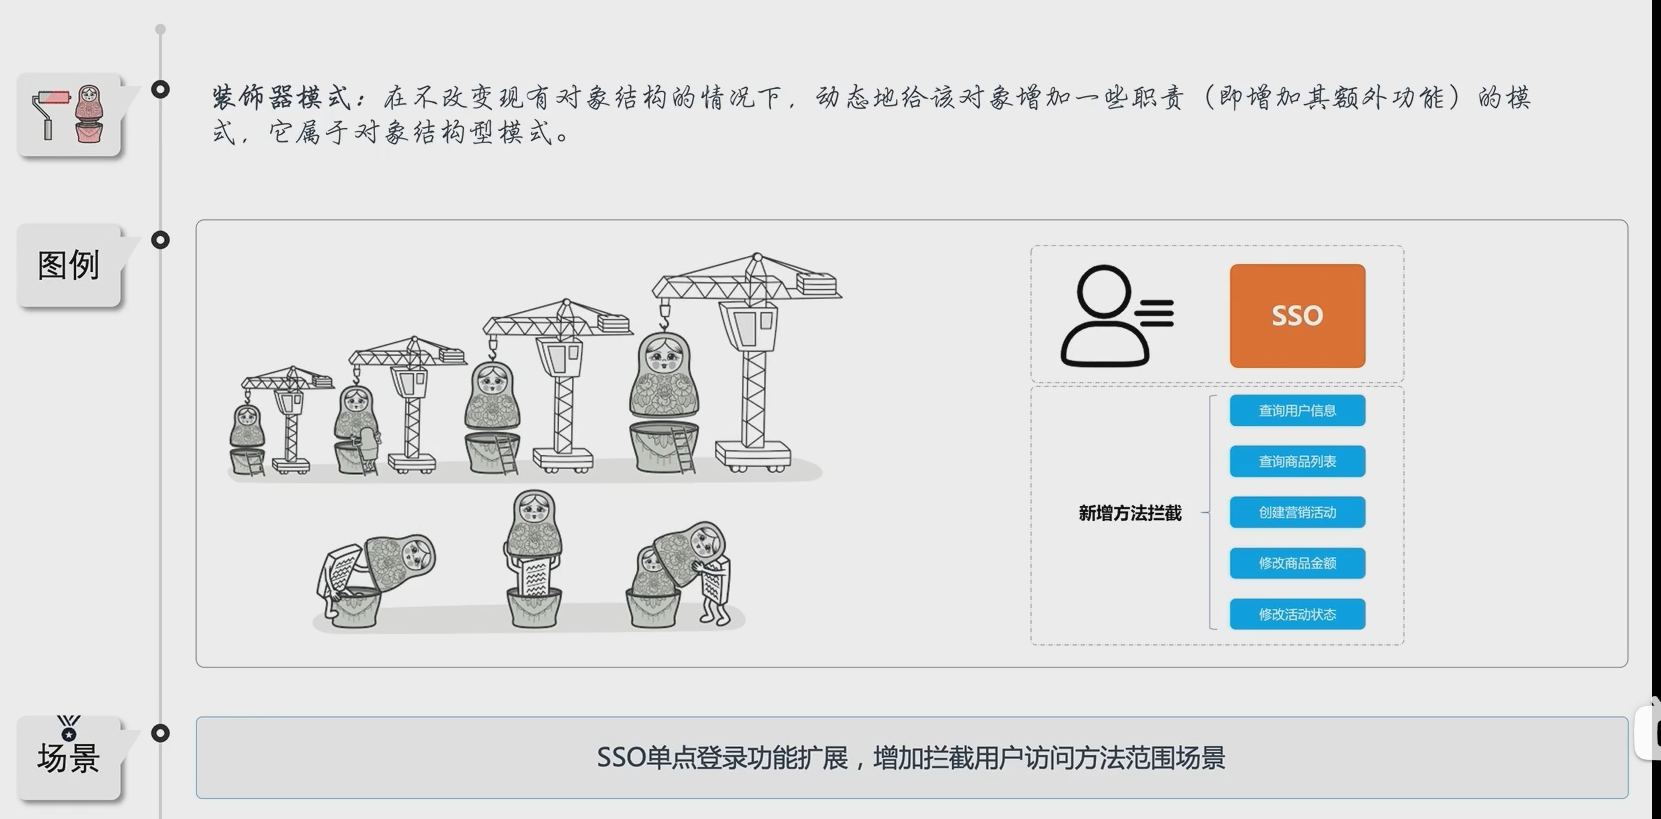 装饰器模式：在不改变现有对象结构的情况下，动态地给该对象增加一些职责（即增加其额外功能）的模
式，它属于对象结构型模式。
图例
SSO
查询用户信息
查询商品列表
新增方法拦截
创建营销活动
修改商品金额
修改活动状态
场景
SSO单点登录功能扩展，增加拦截用户访问方法范围场景